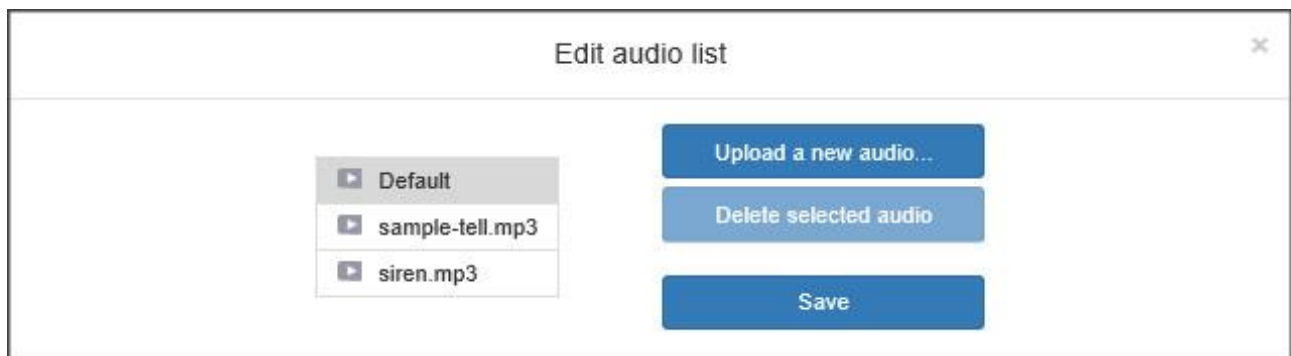 Edit audio list
×
Default
sample-tell.mp3
siren.mp3
Upload a new audio...
Delete selected audio
Save